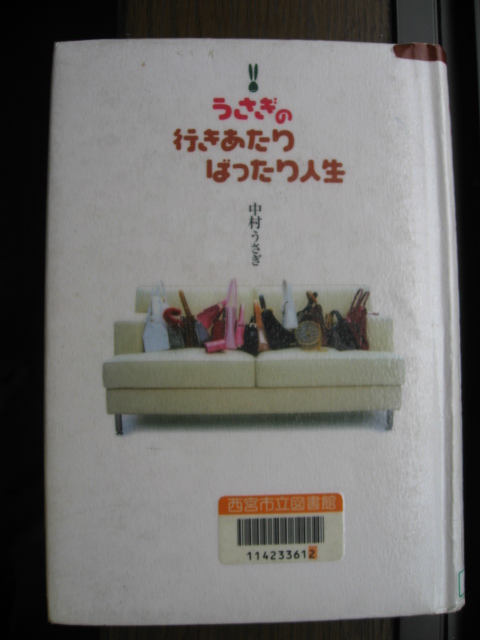 うさぎの
行きあたり
ばったり人生
中村うさぎ
西宮市立図書館
114233612